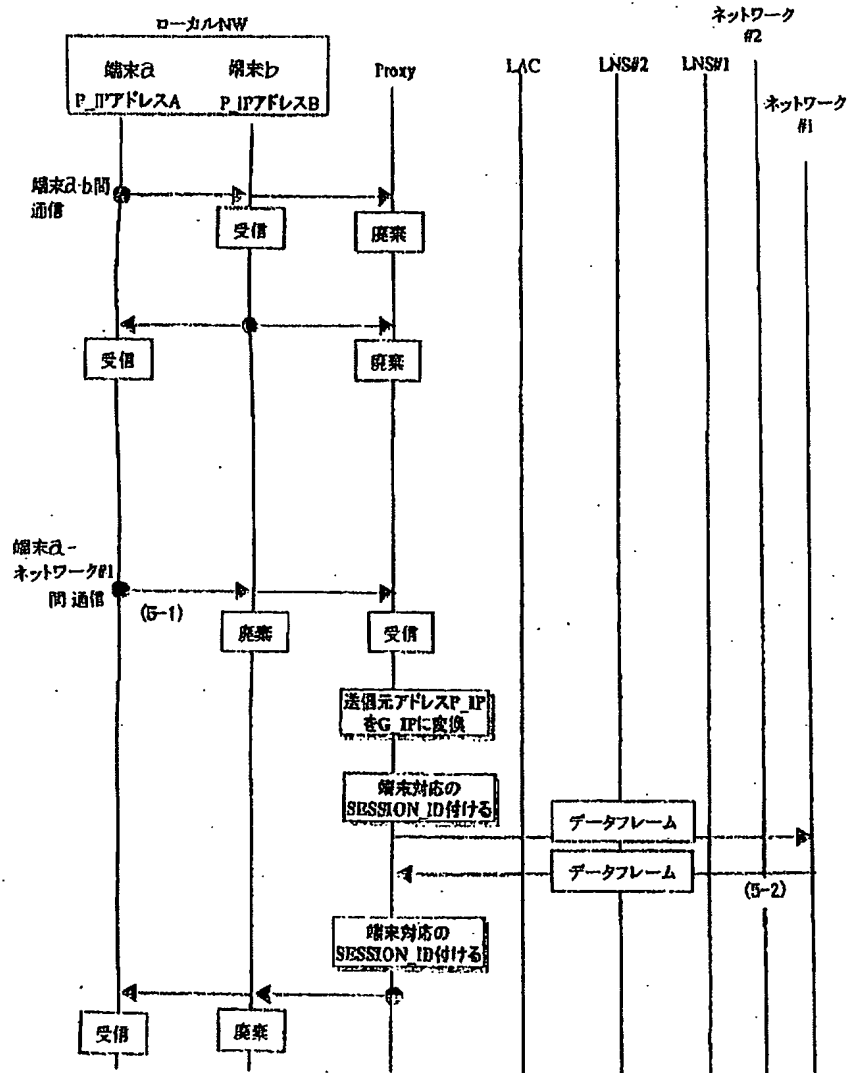 ローカルNW
ネットワーク
#2
端末a
端末b
Proxy
LAC
LNS#2
LNS#1
P_IPアドレスA
P_IPアドレスB
ネットワーク
#1
端末a-b間
通信
受信
廃棄
受信
廃棄
端末a-
ネットワーク#1
間 通信
(5-1)
廃棄
受信
送信元アドレスP_IP
をG_IPに変換
端末対応の
SESSION_ID付ける
データフレーム
データフレーム
(5-2)
端末対応の
SESSION_ID付ける
受信
廃棄